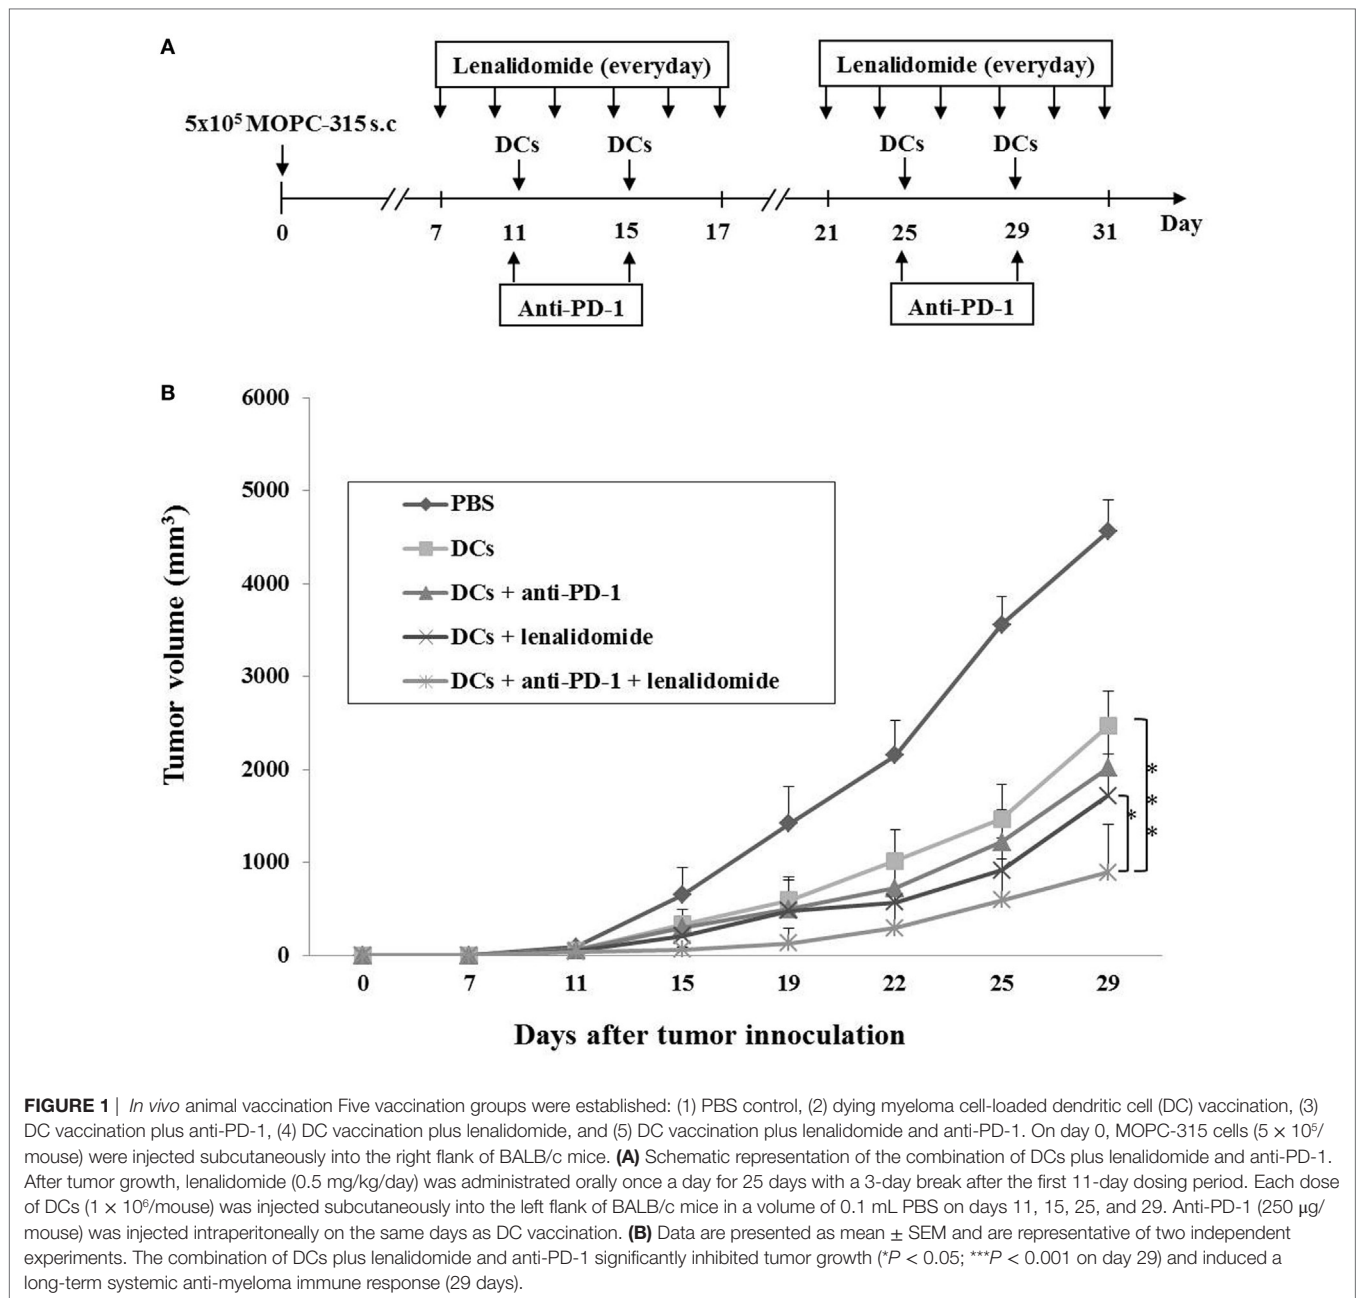 A
Lenalidomide (everyday)
Lenalidomide (everyday)
5x10⁵ MOPC-315 s.c
DCs
DCs
DCs
DCs
0
7
11
15
17
21
25
29
31
Day
Anti-PD-1
Anti-PD-1
B
6000
5000
4000
3000
2000
1000
0
Tumor volume (mm³)
PBS
DCs
DCs + anti-PD-1
DCs + lenalidomide
DCs + anti-PD-1 + lenalidomide
*
*
*
*
0
7
11
15
19
22
25
29
Days after tumor innoculation
FIGURE 1 | In vivo animal vaccination Five vaccination groups were established: (1) PBS control, (2) dying myeloma cell-loaded dendritic cell (DC) vaccination, (3)
DC vaccination plus anti-PD-1, (4) DC vaccination plus lenalidomide, and (5) DC vaccination plus lenalidomide and anti-PD-1. On day 0, MOPC-315 cells (5 × 10⁵/
mouse) were injected subcutaneously into the right flank of BALB/c mice. (A) Schematic representation of the combination of DCs plus lenalidomide and anti-PD-1.
After tumor growth, lenalidomide (0.5 mg/kg/day) was administrated orally once a day for 25 days with a 3-day break after the first 11-day dosing period. Each dose
of DCs (1 × 10⁶/mouse) was injected subcutaneously into the left flank of BALB/c mice in a volume of 0.1 mL PBS on days 11, 15, 25, and 29. Anti-PD-1 (250 μg/
mouse) was injected intraperitoneally on the same days as DC vaccination. (B) Data are presented as mean ± SEM and are representative of two independent
experiments. The combination of DCs plus lenalidomide and anti-PD-1 significantly inhibited tumor growth (*P < 0.05; ***P < 0.001 on day 29) and induced a
long-term systemic anti-myeloma immune response (29 days).